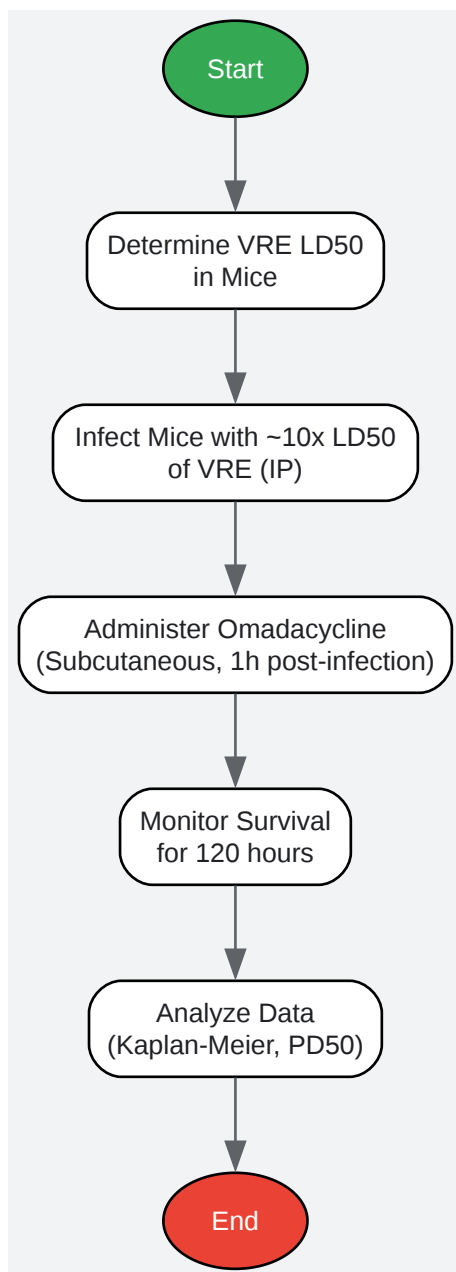 Start
Determine VRE LD50
in Mice
Infect Mice with ~10x LD50
of VRE (IP)
Administer Omadacycline
(Subcutaneous, 1h post-infection)
Monitor Survival
for 120 hours
Analyze Data
(Kaplan-Meier, PD50)
End